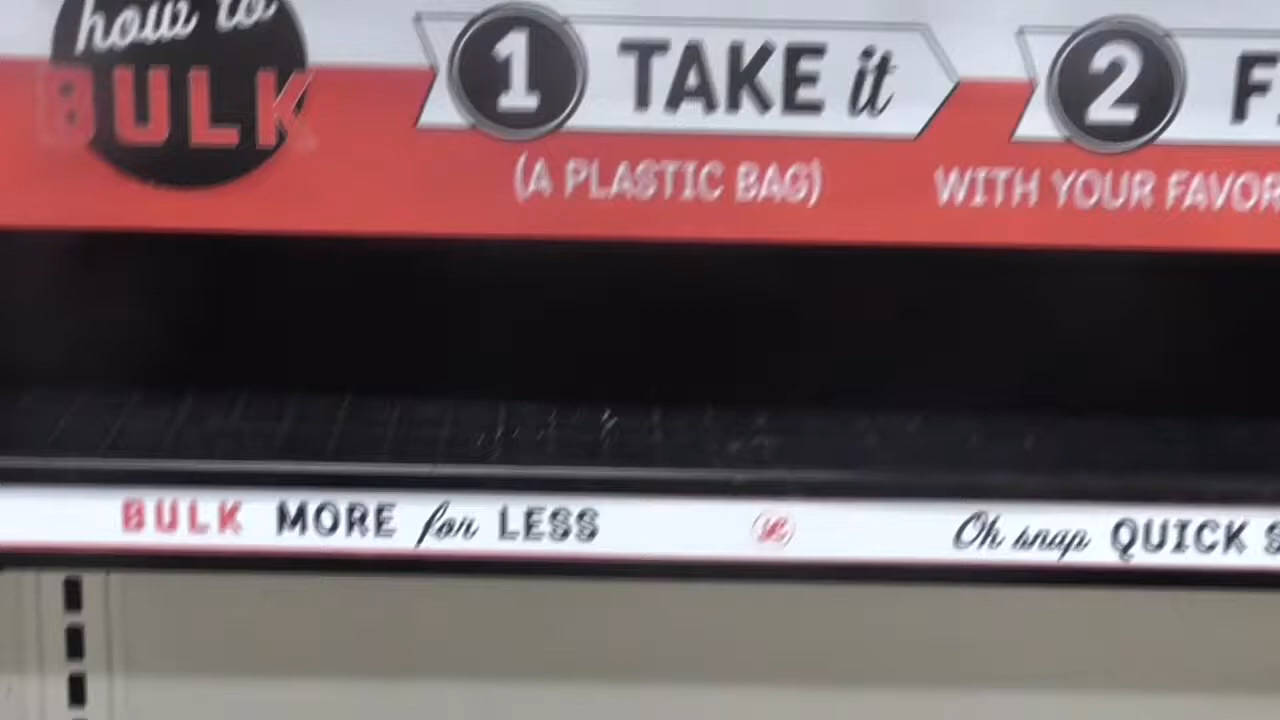 how to
BULK
1 TAKE it
(A PLASTIC BAG)
2
WITH YOUR
BULK MORE for LESS
Oh snap QUICK